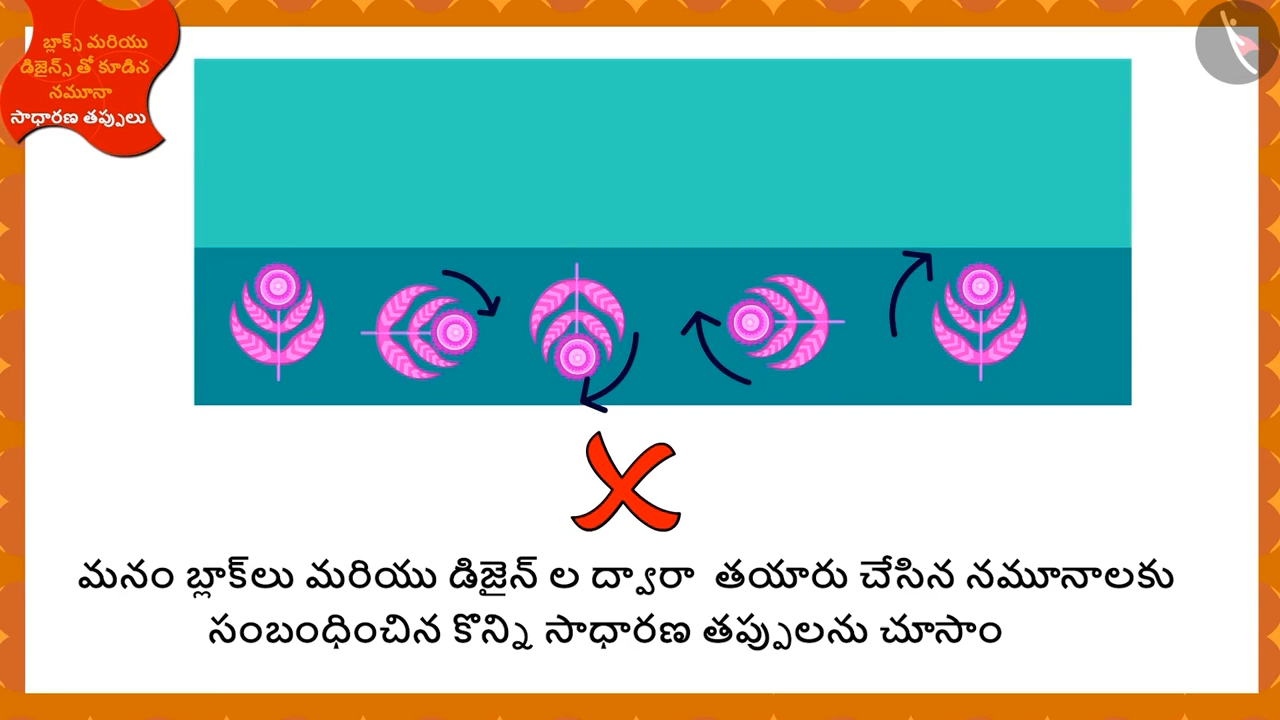 బ్లాక్స్ మరియు
డిజైన్స్ తో కూడిన
నమూనా
సాధారణ తప్పులు
మనం బ్లాక్‌లు మరియు డిజైన్ ల ద్వారా తయారు చేసిన నమూనాలకు
సంబంధించిన కొన్ని సాధారణ తప్పులను చూసాం